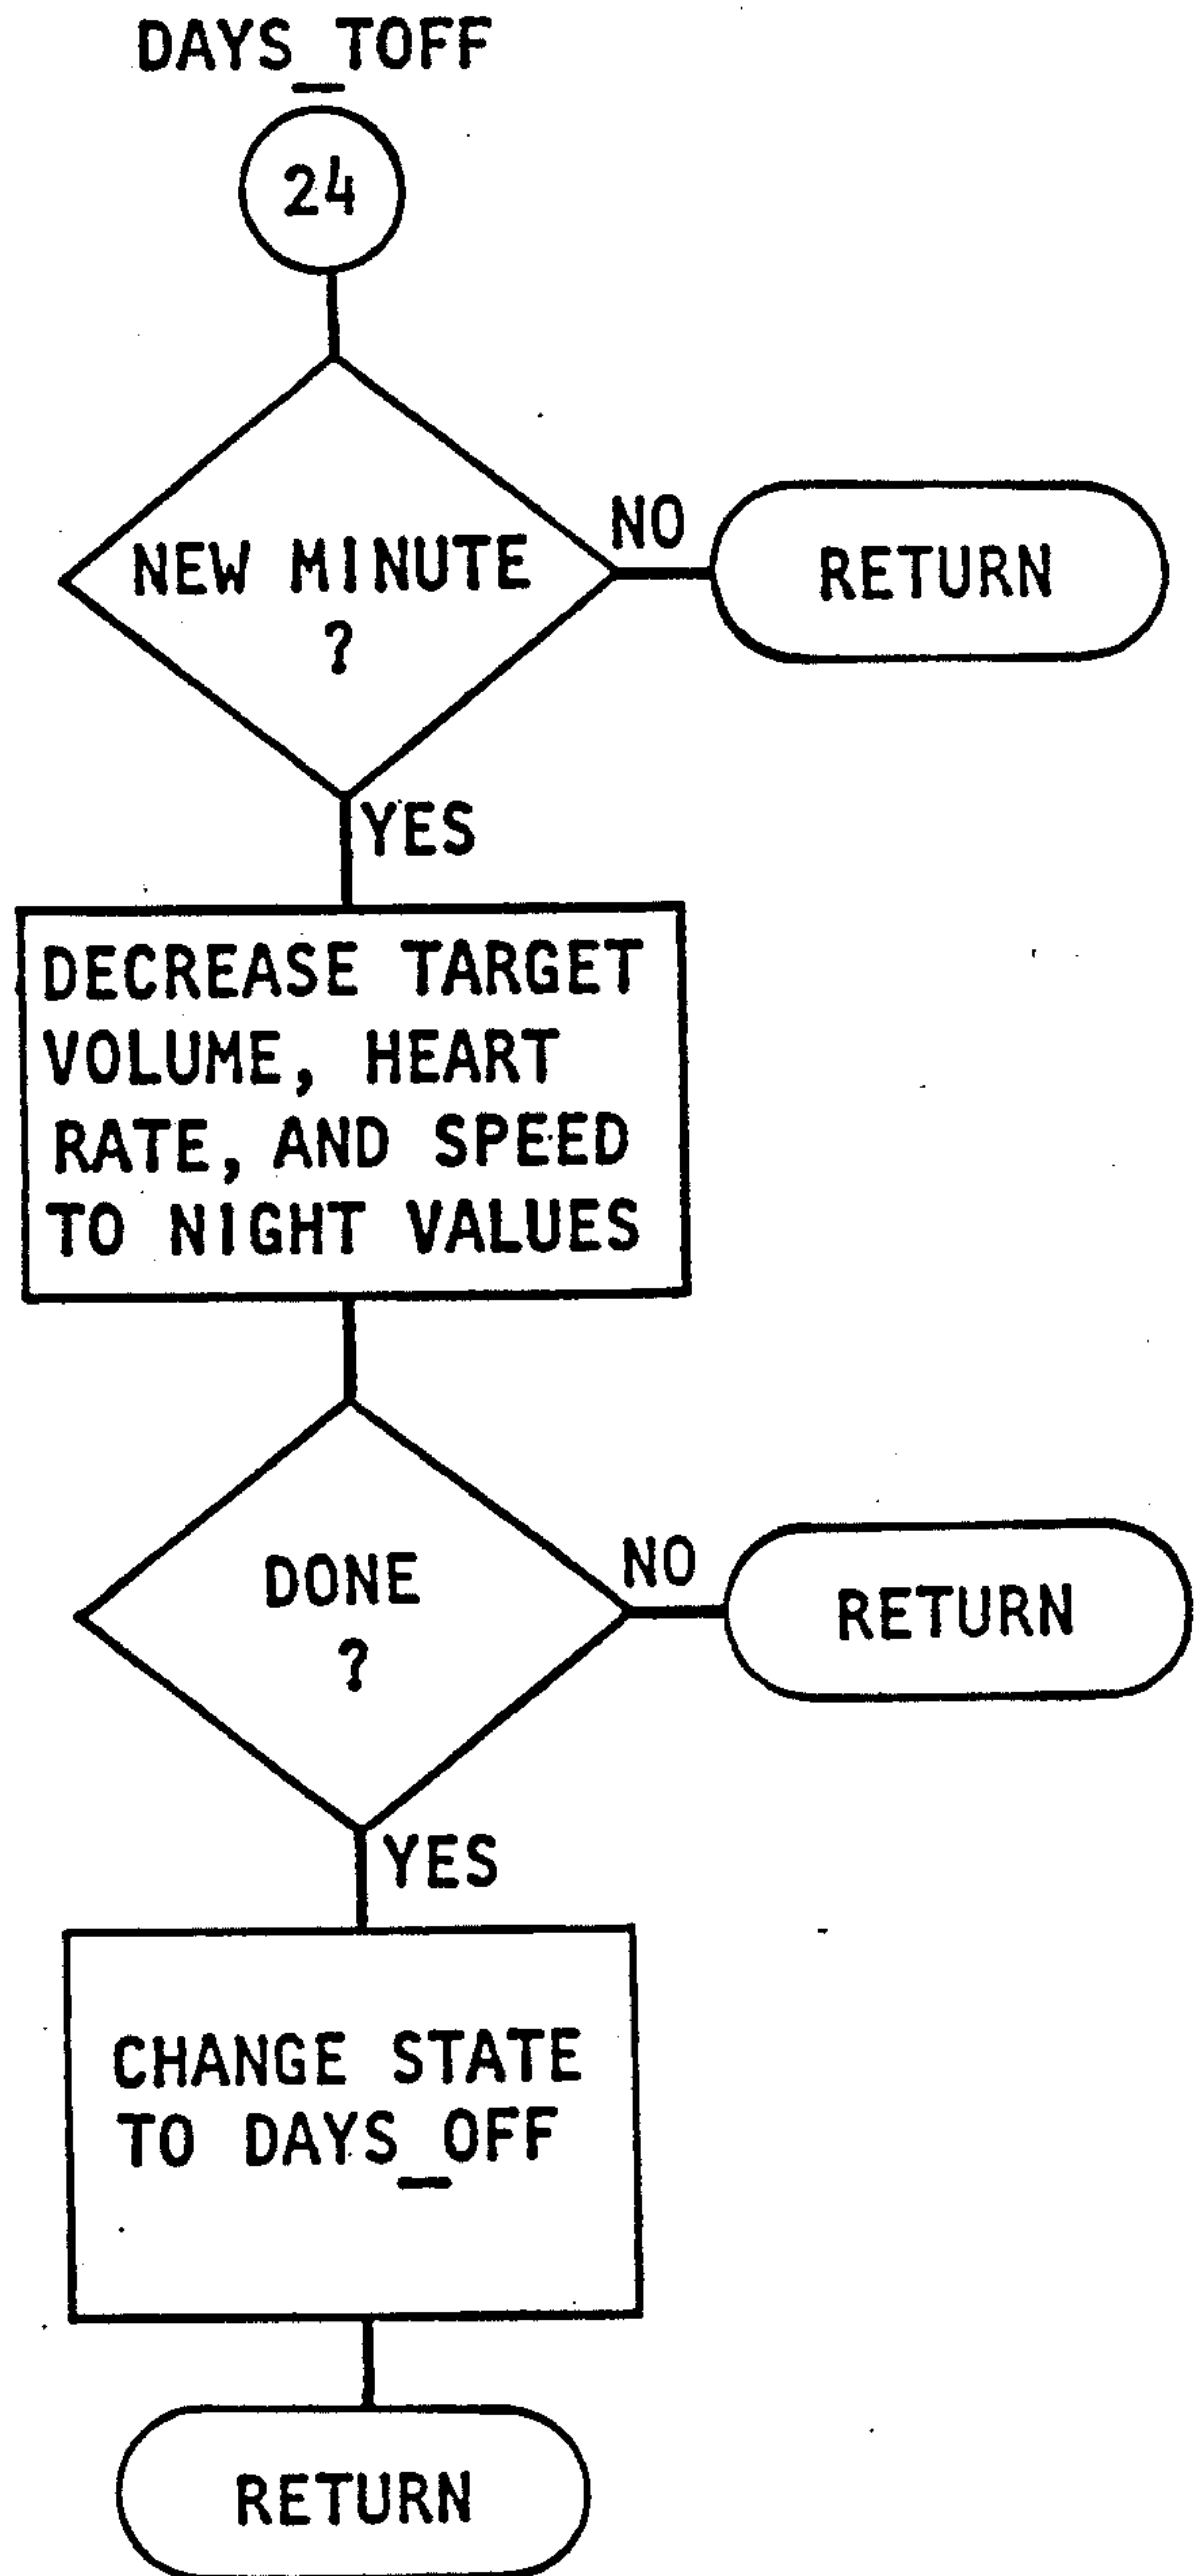 DAYS_TOFF
24
NEW MINUTE
?
NO
RETURN
YES
DECREASE TARGET
VOLUME, HEART
RATE, AND SPEED
TO NIGHT VALUES
DONE
?
NO
RETURN
YES
CHANGE STATE
TO DAYS_OFF
RETURN